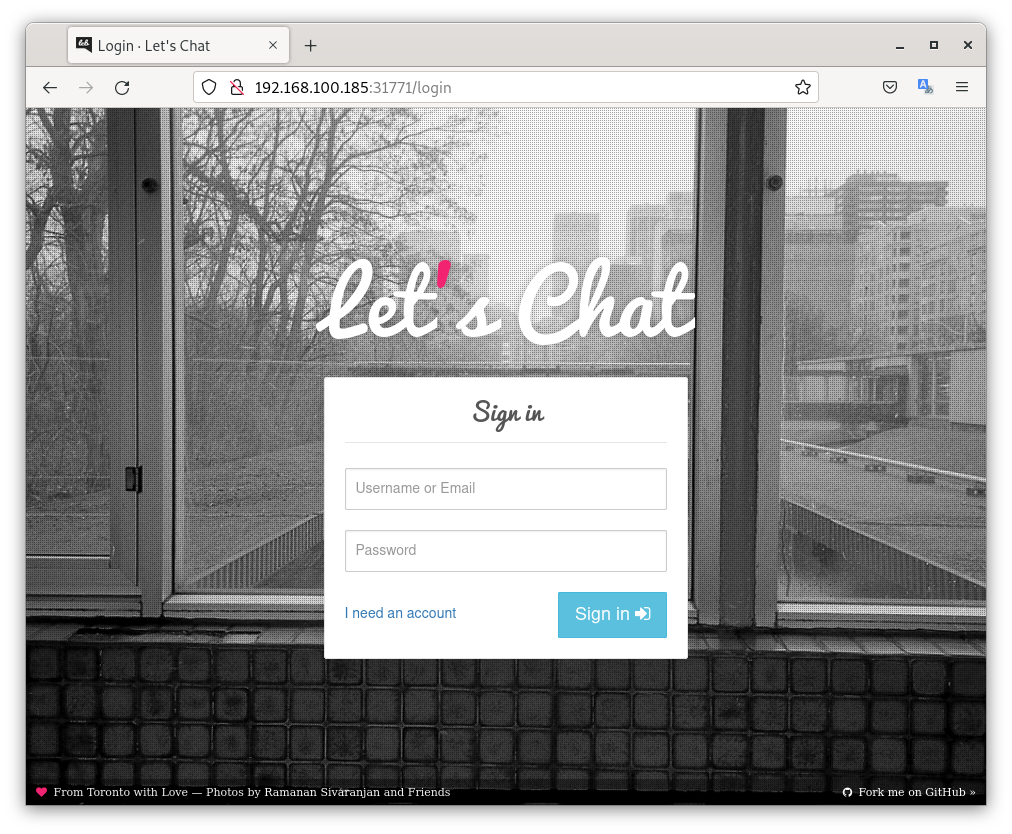 Login · Let's Chat
192.168.100.185:31771/login
Let's Chat
Sign in
Username or Email
Password
I need an account
Sign in
From Toronto with Love — Photos by Ramanan Sivaranjan and Friends
Fork me on GitHub »